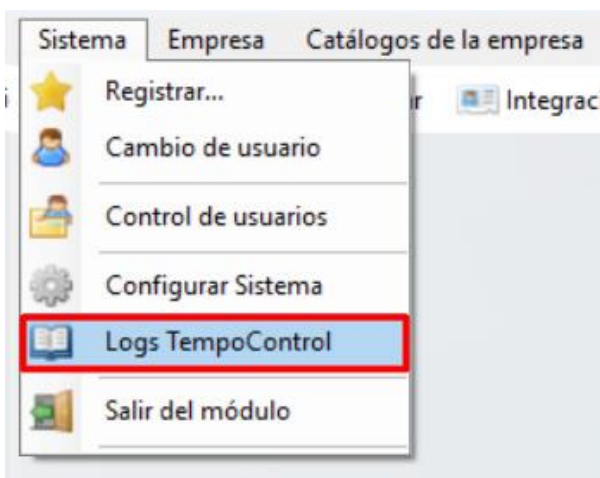 Sistema Empresa Catálogos de la empresa
Registrar...
Integrac
Cambio de usuario
Control de usuarios
Configurar Sistema
Logs TempoControl
Salir del módulo